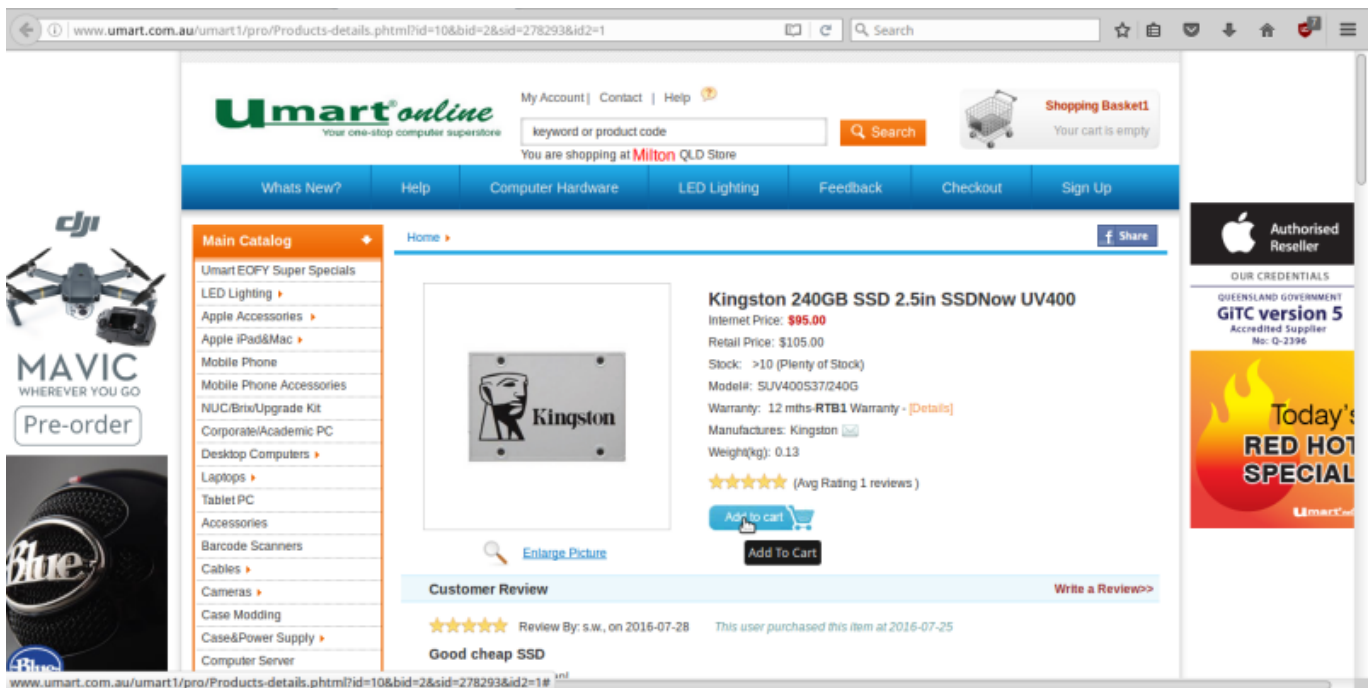 www.umart.com.au/umart1/pro/Products-details.phtml?id=10&bid=2&sid=278293&id2=1
Search
7
Umart online
Your one-stop computer superstore
My Account | Contact | Help
keyword or product code
Search
You are shopping at Milton QLD Store
Shopping Basket1
Your cart is empty
Whats New? Help Computer Hardware LED Lighting Feedback Checkout Sign Up
dji
MAVIC
WHEREVER YOU GO
Pre-order
Blue
Blue
Main Catalog
Umart EOFY Super Specials
LED Lighting
Apple Accessories
Apple iPad&Mac
Mobile Phone
Mobile Phone Accessories
NUC/Brix/Upgrade Kit
Corporate/Academic PC
Desktop Computers
Laptops
Tablet PC
Accessories
Barcode Scanners
Cables
Cameras
Case Modding
Case&Power Supply
Computer Server
Home
f Share
Kingston
Enlarge Picture
Kingston 240GB SSD 2.5in SSDNow UV400
Internet Price: $95.00
Retail Price: $105.00
Stock: >10 (Plenty of Stock)
Model#: SUV400S37/240G
Warranty: 12 mths-RTB1 Warranty - [Details]
Manufactures: Kingston
Weight(kg): 0.13
(Avg Rating 1 reviews )
Add to cart
Add To Cart
Customer Review
Write a Review>>
Review By: s.w., on 2016-07-28 This user purchased this item at 2016-07-25
Good cheap SSD
Authorised
Reseller
OUR CREDENTIALS
QUEENSLAND GOVERNMENT
GITC version 5
Accredited Supplier
No: Q-2396
Today's
RED HOT
SPECIAL
www.umart.com.au/umart1/pro/Products-details.phtml?id=10&bid=2&sid=278293&id2=1#